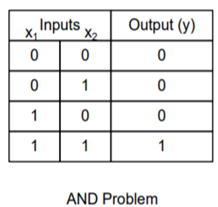 x1 Inputs x2 Output (y)
0 0 0
0 1 0
1 0 0
1 1 1
AND Problem